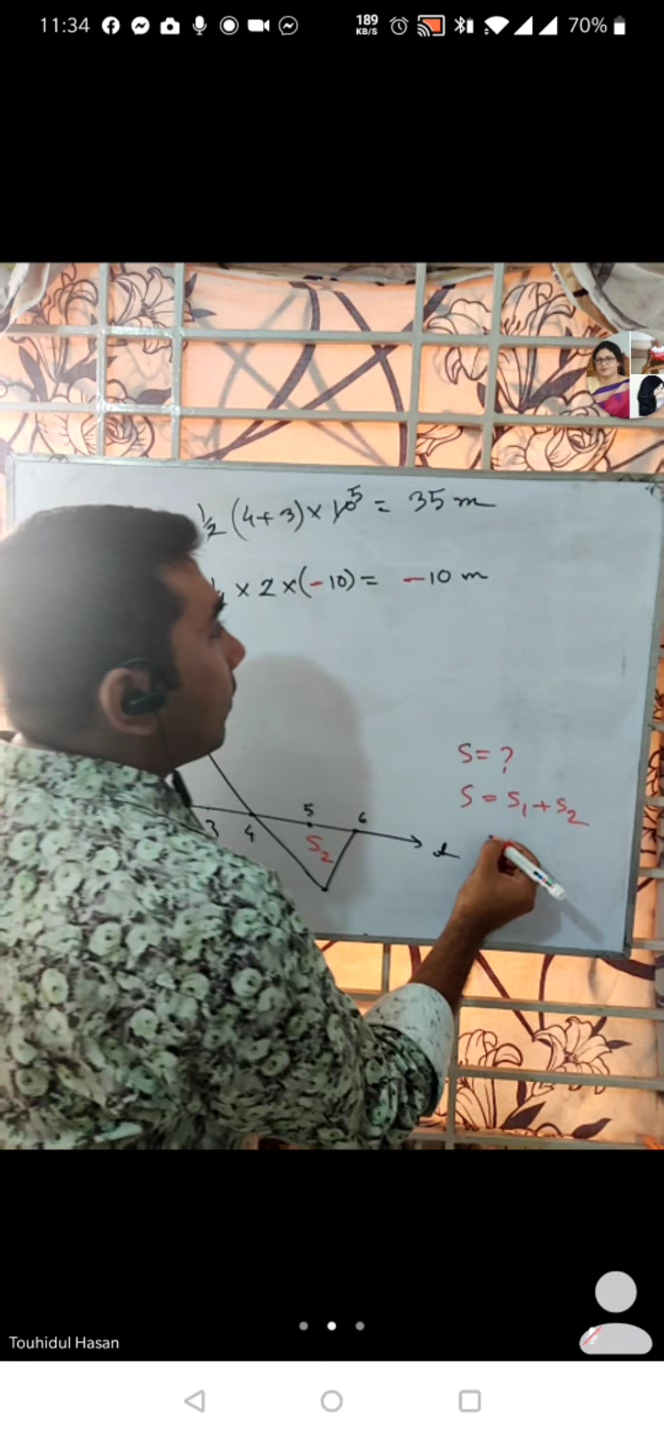 11:34
189 KB/S
70%
½ (4+3) × 10 5 = 35 m
× 2 × (-10) = -10 m
S = ?
S = S₁ + S₂
3 4 5 6
S₂
t
Touhidul Hasan